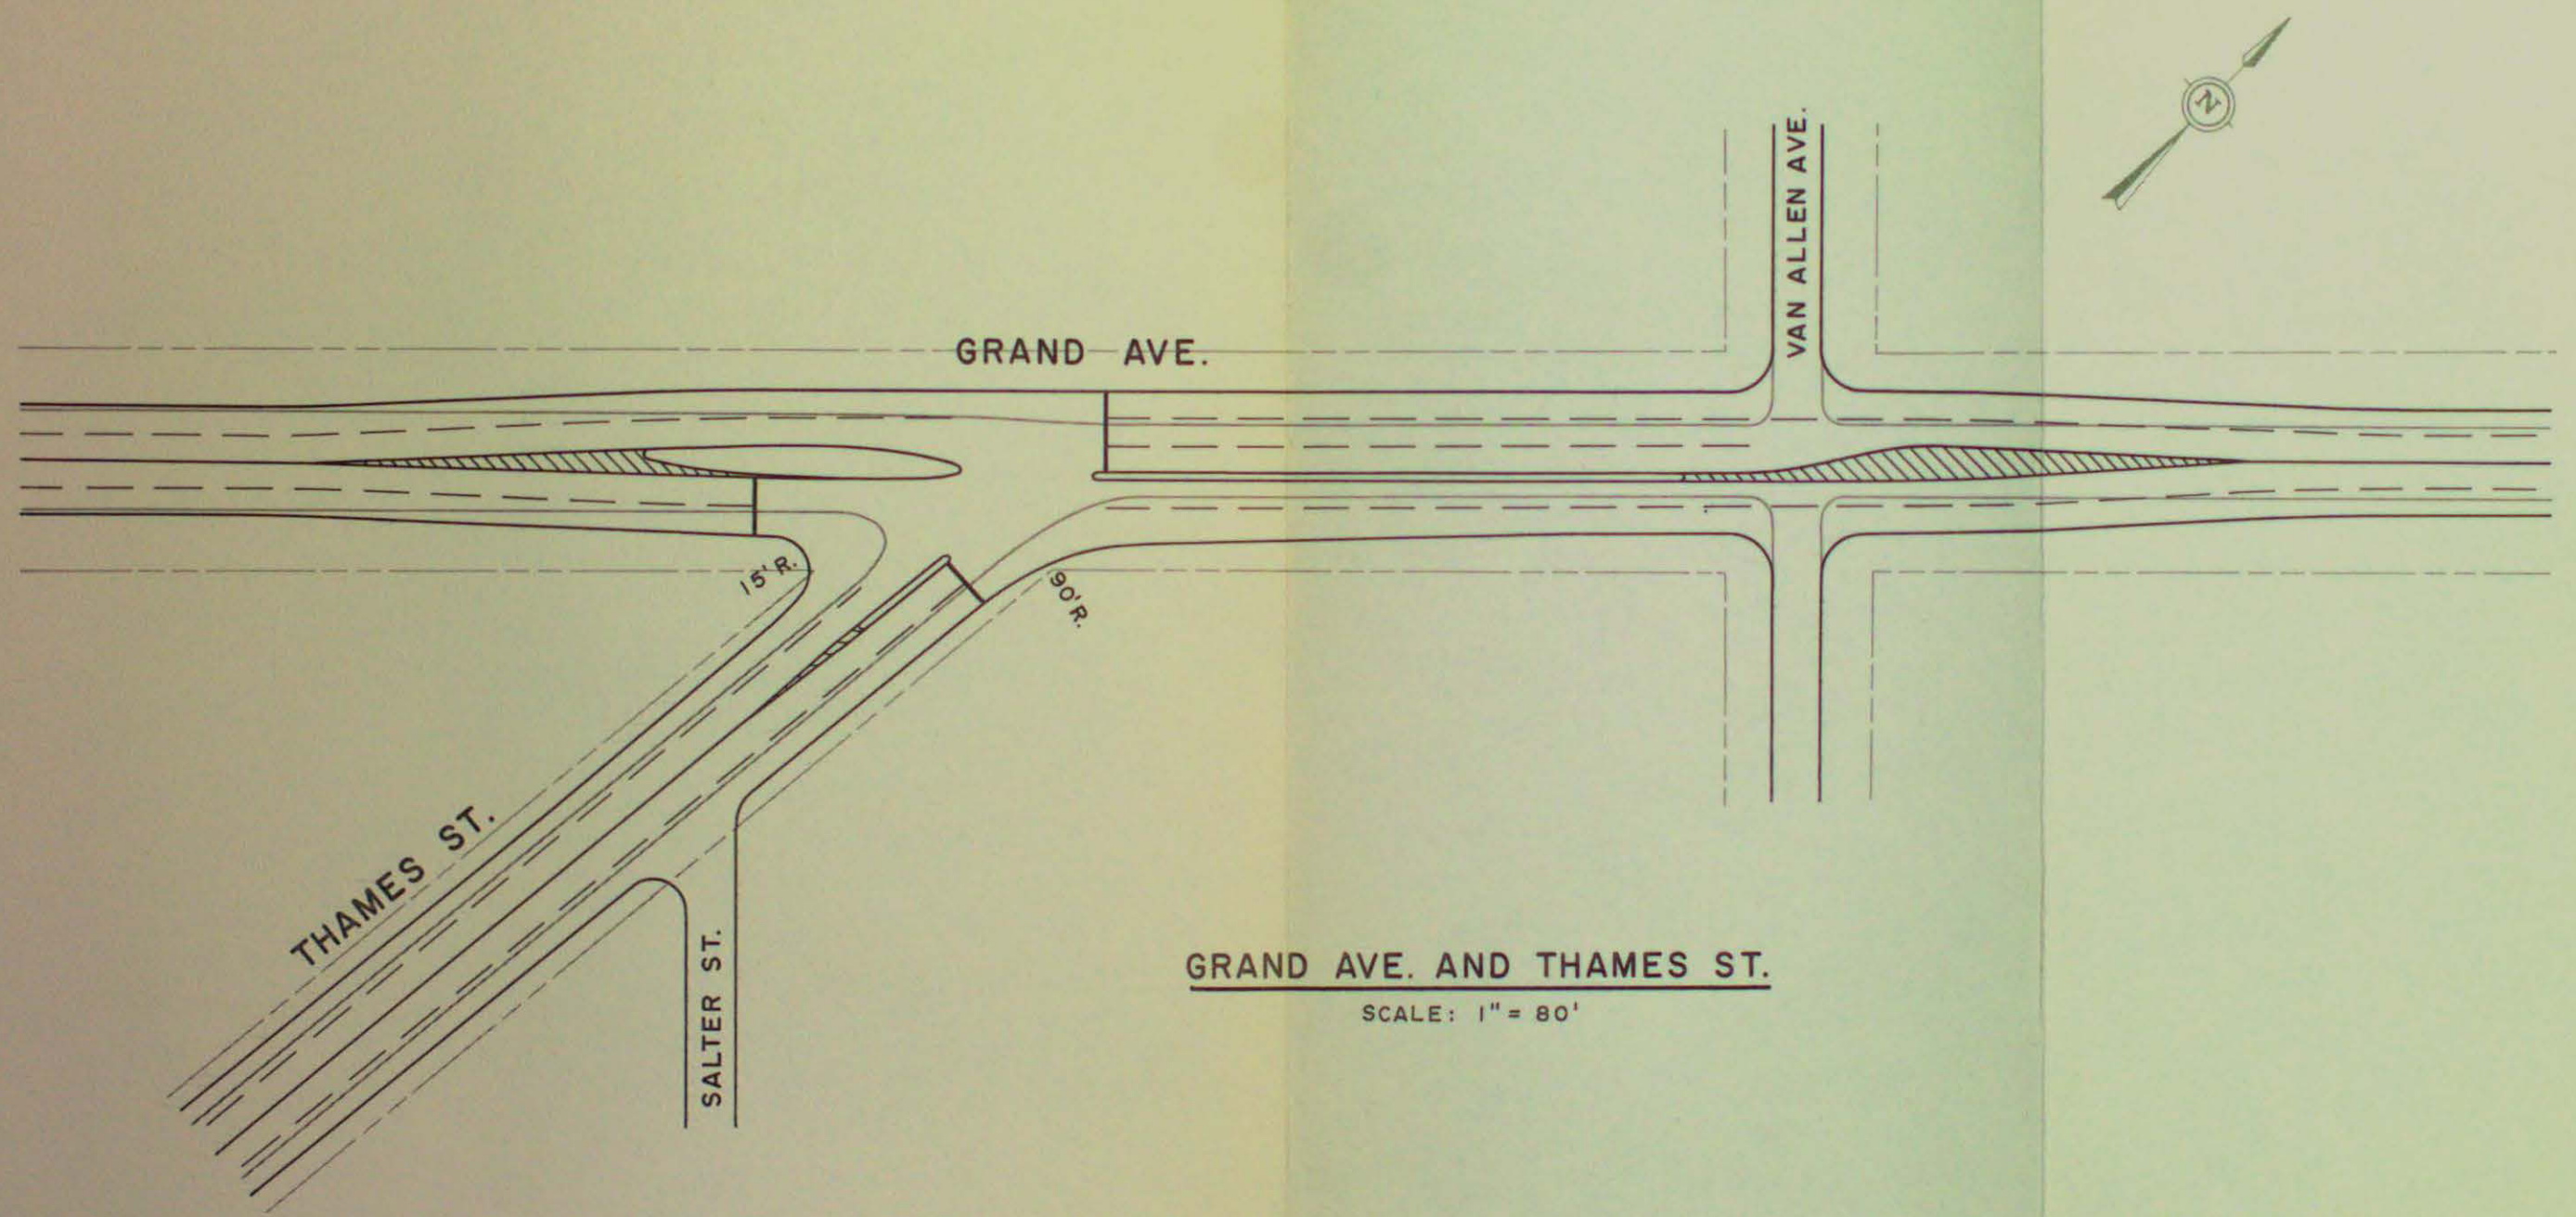 N
VAN ALLEN AVE.
GRAND AVE.
15' R.
90' R.
THAMES ST.
SALTER ST.
GRAND AVE. AND THAMES ST.
SCALE: 1" = 80'